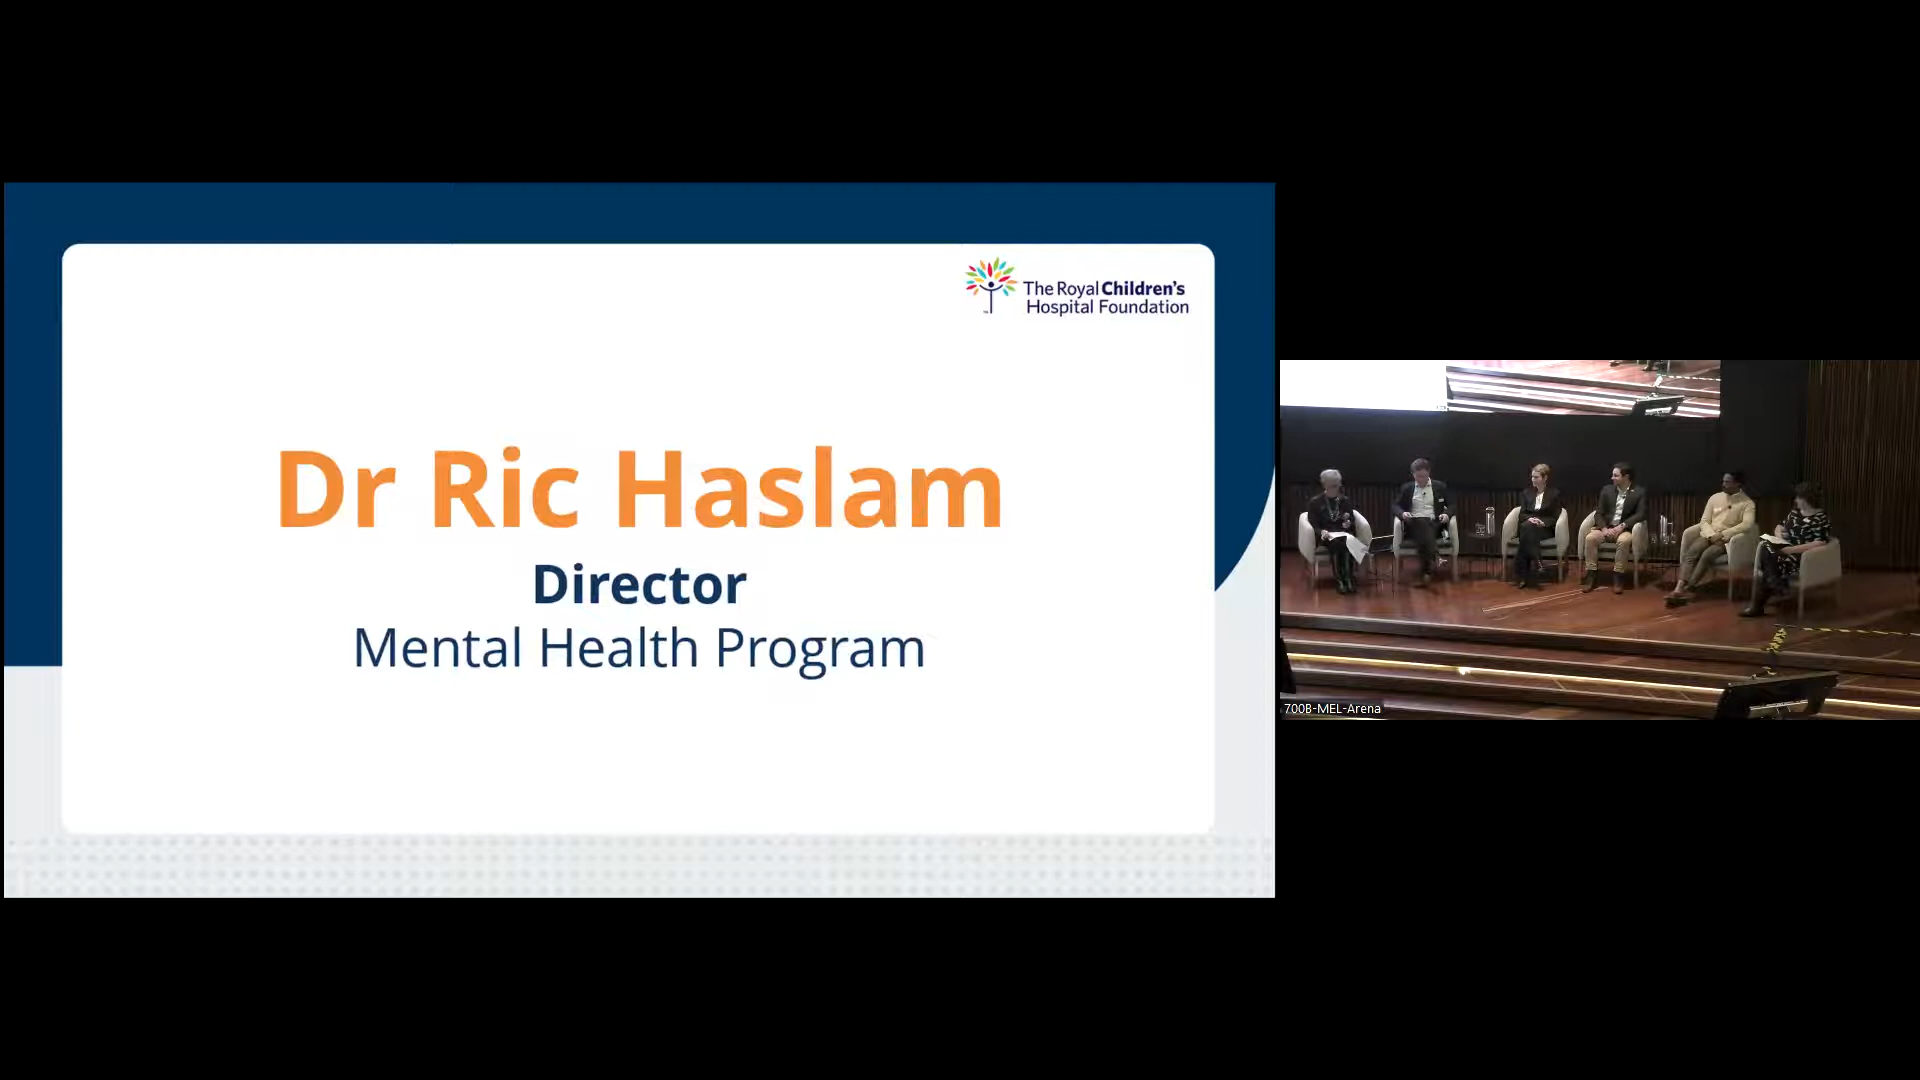 The Royal Children's
Hospital Foundation
Dr Ric Haslam
Director
Mental Health Program
700B-MEL-Arena